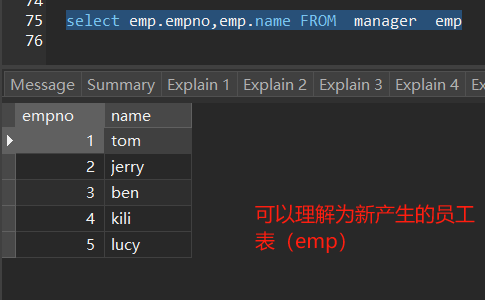 74
75 select emp.empno,emp.name FROM  manager  emp
76
Message Summary Explain 1 Explain 2 Explain 3 Explain 4 Ex
empno name
1 tom
2 jerry
3 ben
4 kili
5 lucy
可以理解为新产生的员工
表（emp）